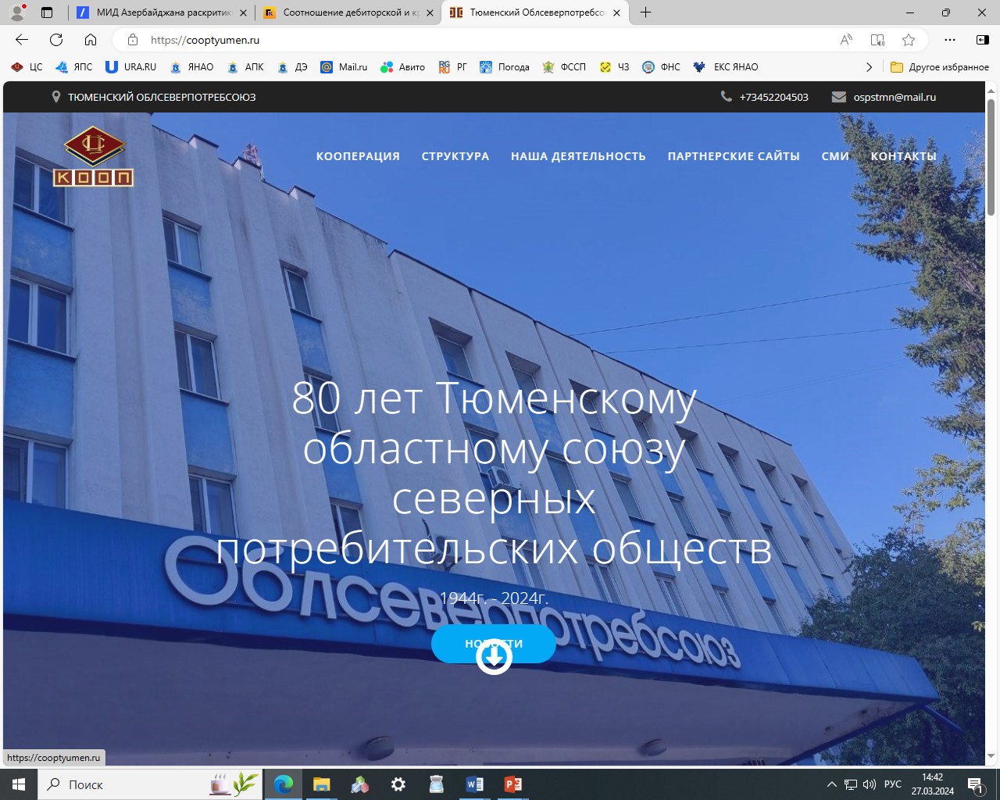 МИД Азербайджана раскритик
Соотношение дебиторской и кр
Тюменский Облсеверпотребсо
https://cooptyumen.ru
ЦС
ЯПС
URA.RU
ЯНАО
АПК
ДЭ
Mail.ru
Авито
РГ
Погода
ФССП
ЧЗ
ФНС
ЕКС ЯНАО
Другое избранное
ТЮМЕНСКИЙ ОБЛСЕВЕРПОТРЕБСОЮЗ
+73452204503
ospstmn@mail.ru
КООП
КООПЕРАЦИЯ
СТРУКТУРА
НАША ДЕЯТЕЛЬНОСТЬ
ПАРТНЕРСКИЕ САЙТЫ
СМИ
КОНТАКТЫ
80 лет Тюменскому
областному союзу
северных
потребительских обществ
Облсеверпотребсоюз
1944г. - 2024г.
НОВОСТИ
https://cooptyumen.ru
Поиск
РУС
14:42
27.03.2024
1